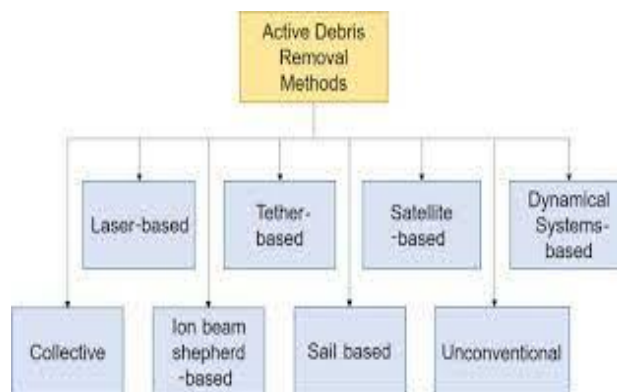 Active Debris
Removal
Methods
Laser-based
Tether-
based
Satellite
-based
Dynamical
Systems-
based
Collective
Ion beam
shepherd
-based
Sail based
Unconventional